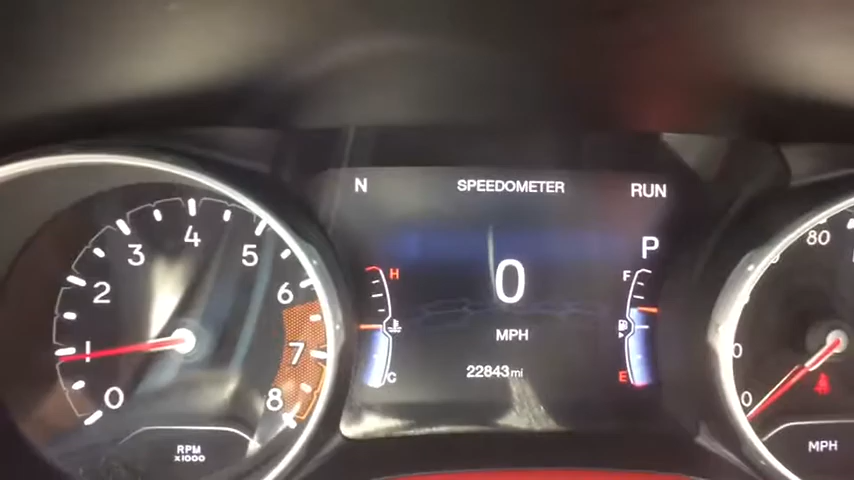 N SPEEDOMETER RUN
P
0
MPH
22843mi
H
C
F
E
0 1 2 3 4 5 6 7 8
RPM
X1000
0
80
MPH